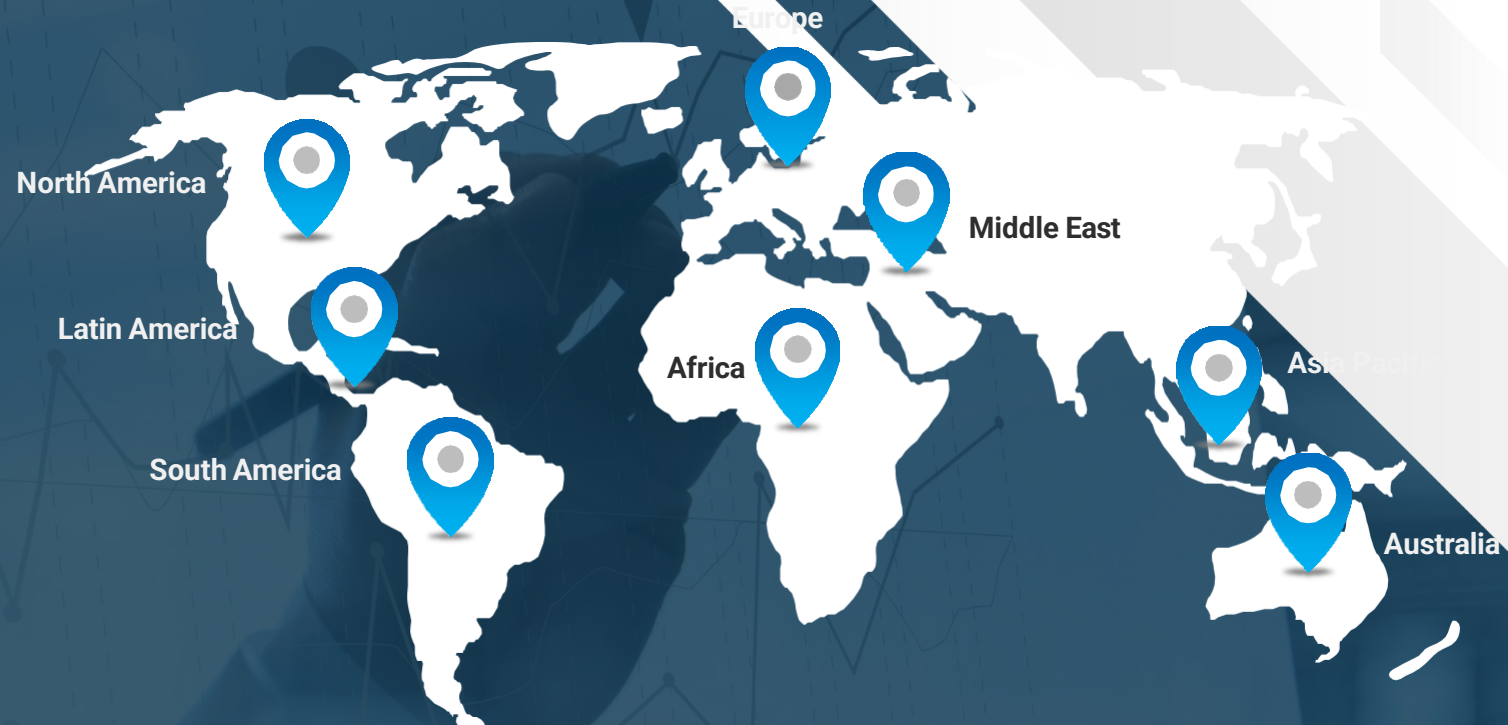 Europe
North America
Middle East
Latin America
Asia Pacific
Africa
South America
Australia